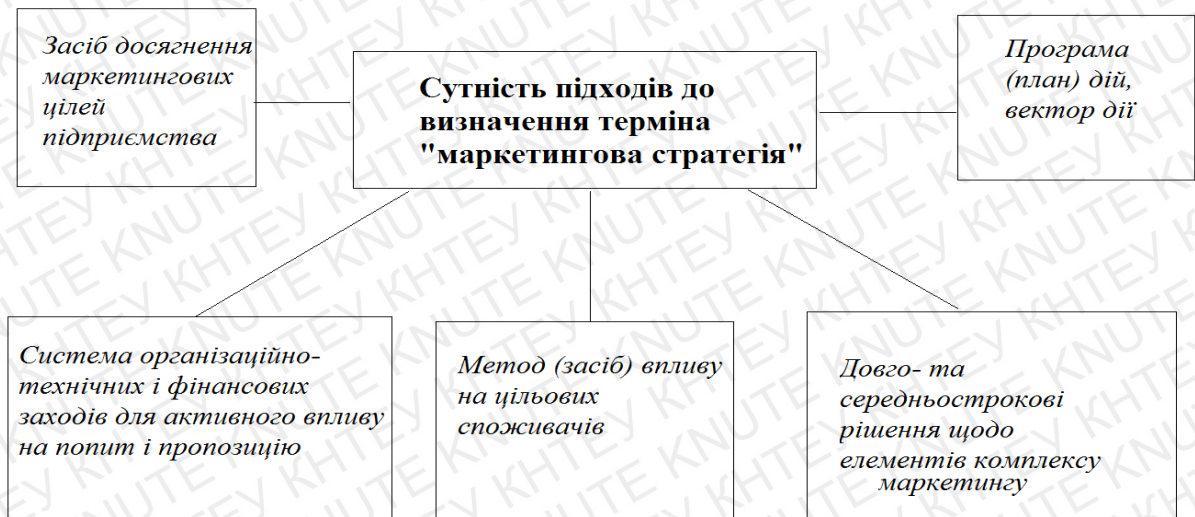 Засіб досягнення
маркетингових
цілей
підприємства
Сутність підходів до
визначення терміна
"маркетингова стратегія"
Програма
(план) дій,
вектор дії
Система організаційно-
технічних і фінансових
заходів для активного впливу
на попит і пропозицію
Метод (засіб) впливу
на цільових
споживачів
Довго- та
середньострокові
рішення щодо
елементів комплексу
маркетингу